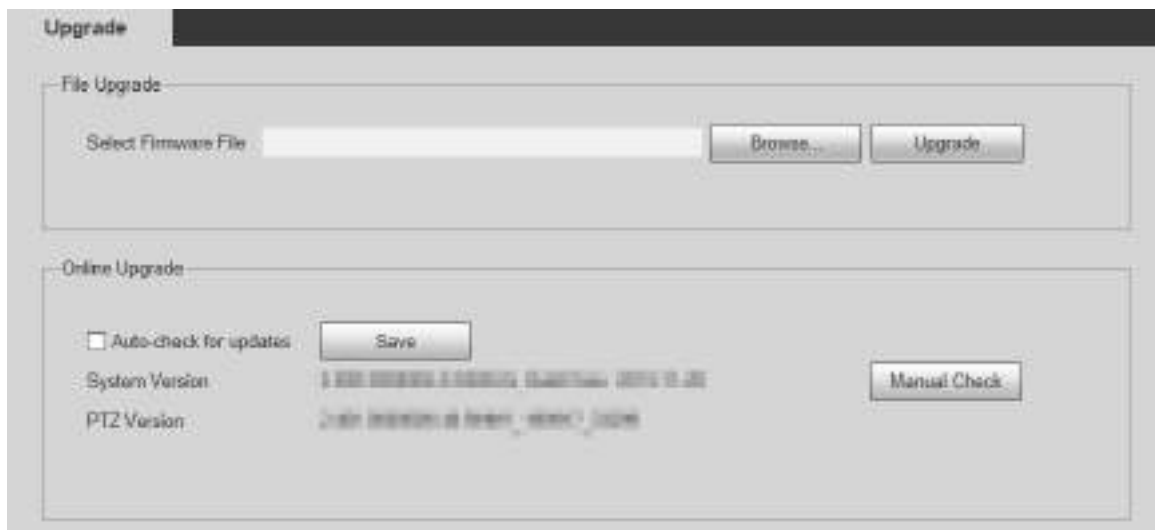 Upgrade
File Upgrade
Select Firmware File Browse... Upgrade
Online Upgrade
Auto-check for updates Save
System Version Manual Check
PTZ Version